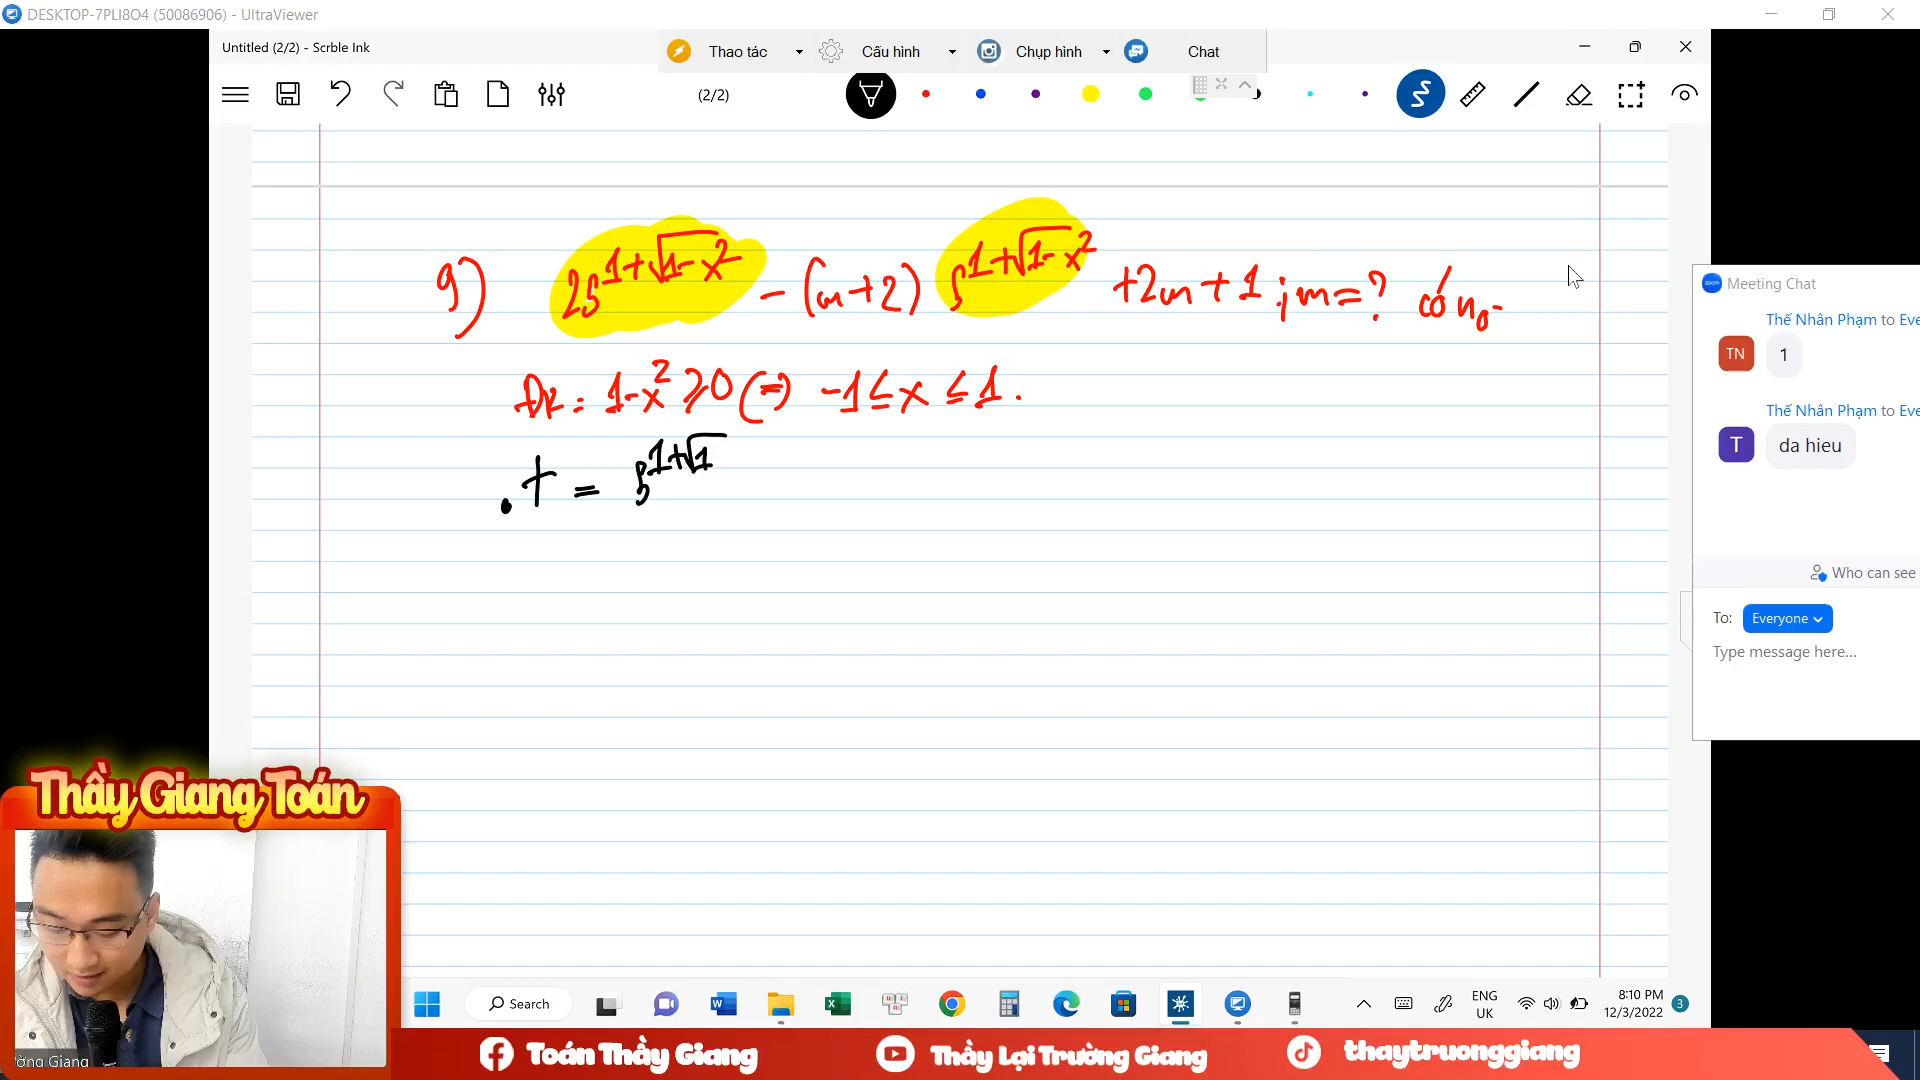 DESKTOP-7PLI8O4 (50086906) - UltraViewer
Untitled (2/2) - Scrble Ink
Thao tác
Cấu hình
Chụp hình
Chat
(2/2)
9) 25^{1+√(1-x²)} - (m+2) 5^{1+√(1-x²)} +2m+1 ; m=? có no-
ĐK: 1-x² ⩾0 (=) -1≤x≤1.
. t = 5^{1+√1}
Meeting Chat
Thế Nhân Phạm to Eve
TN
1
Thế Nhân Phạm to Eve
T
da hieu
Who can see
To: Everyone
Type message here...
Thầy Giang Toán
ường Giang
Search
ENG
UK
8:10 PM
12/3/2022
3
Toán Thầy Giang
Thầy Lại Trường Giang
thaytruonggiang